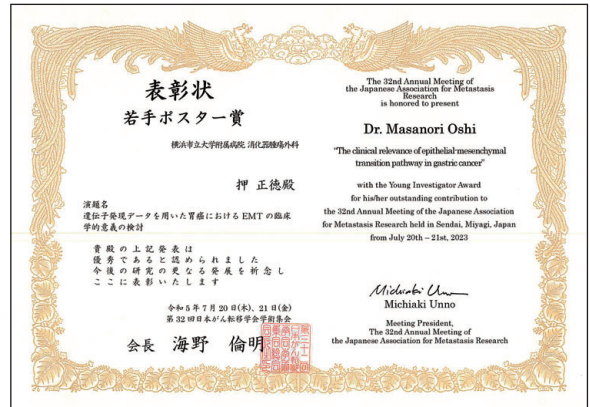 表彰状
若手ポスター賞
横浜市立大学附属病院 消化器腫瘍外科
押 正徳殿
演題名
遺伝子発現データを用いた胃癌における EMT の臨床
学的意義の検討
貴殿の上記発表は
優秀であると認められました
今後の研究の更なる発展を祈念し
ここに表彰いたします
令和5年7月20日(木)、21日(金)
第32回日本がん転移学会学術集会
会長 海野 倫明
The 32nd Annual Meeting of
the Japanese Association for Metastasis
Research
is honored to present
Dr. Masanori Oshi
"The clinical relevance of epithelial-mesenchymal
transition pathway in gastric cancer"
with the Young Investigator Award
for his/her outstanding contribution to
the 32nd Annual Meeting of the Japanese Association
for Metastasis Research held in Sendai, Miyagi, Japan
from July 20th – 21st, 2023
Michiaki Unno
Michiaki Unno
Meeting President,
The 32nd Annual Meeting of
the Japanese Association for Metastasis Research